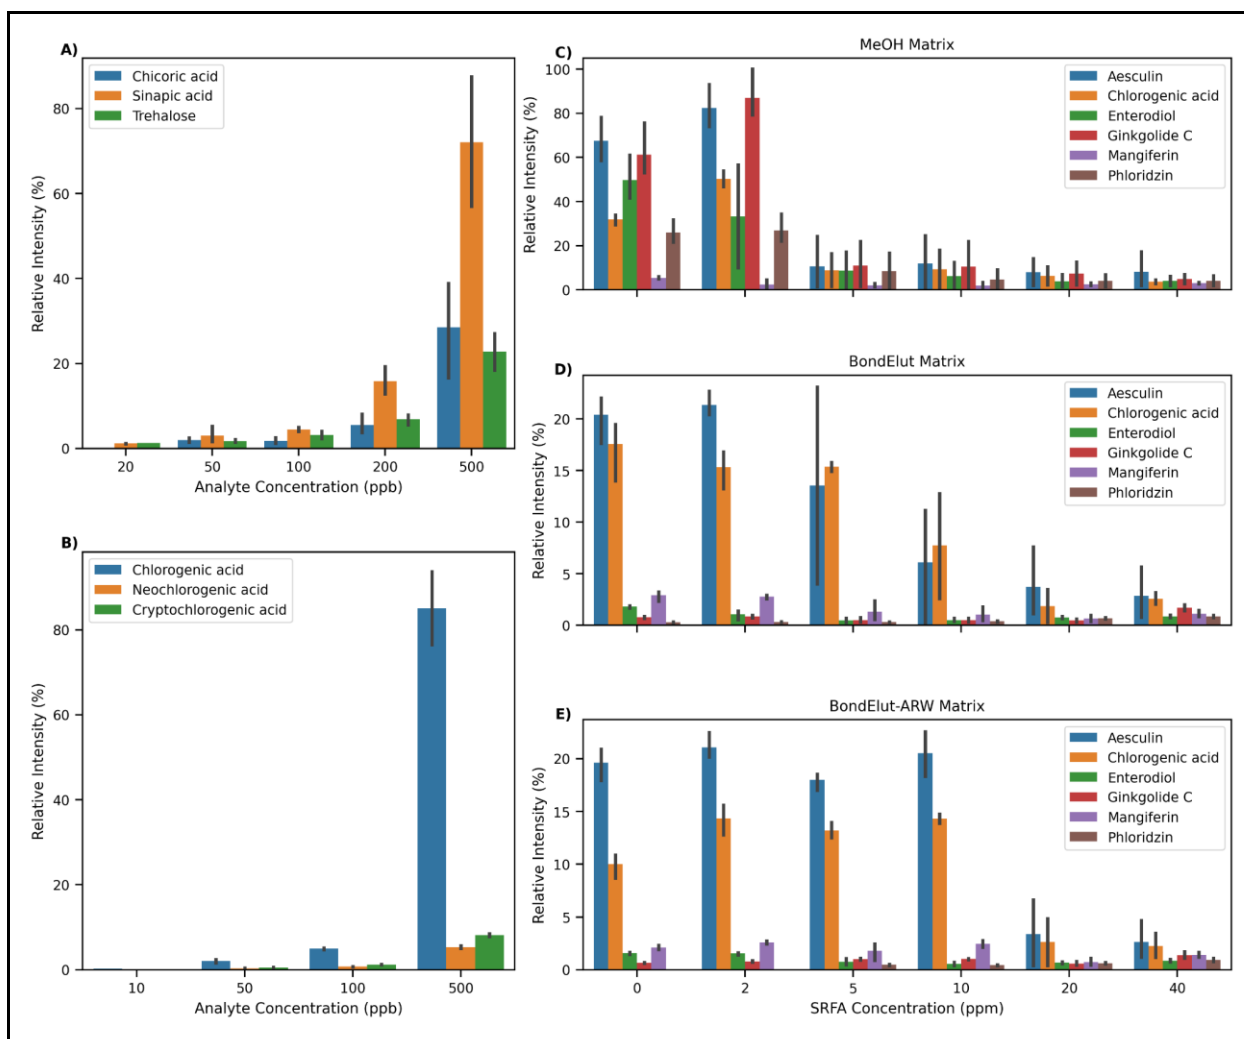 A)
Chicoric acid
Sinapic acid
Trehalose
Relative Intensity (%)
80
60
40
20
0
20 50 100 200 500
Analyte Concentration (ppb)
B)
Chlorogenic acid
Neochlorogenic acid
Cryptochlorogenic acid
Relative Intensity (%)
80
60
40
20
0
10 50 100 500
Analyte Concentration (ppb)
C)
MeOH Matrix
Aesculin
Chlorogenic acid
Enterodiol
Ginkgolide C
Mangiferin
Phloridzin
Relative Intensity (%)
100
80
60
40
20
0
D)
BondElut Matrix
Aesculin
Chlorogenic acid
Enterodiol
Ginkgolide C
Mangiferin
Phloridzin
Relative Intensity (%)
20
15
10
5
0
E)
BondElut-ARW Matrix
Aesculin
Chlorogenic acid
Enterodiol
Ginkgolide C
Mangiferin
Phloridzin
Relative Intensity (%)
20
15
10
5
0
0 2 5 10 20 40
SRFA Concentration (ppm)